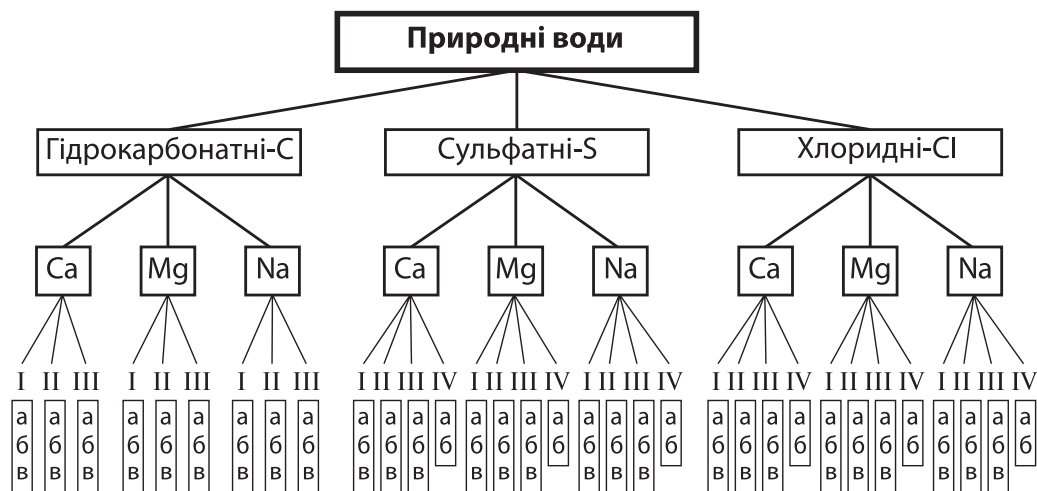 Природні води
Гідрокарбонатні-C Сульфатні-S Хлоридні-Cl
Ca Mg Na Ca Mg Na Ca Mg Na
I II III I II III I II III I II III IV I II III IV I II III IV I II III IV I II III IV I II III IV
а а а а а а а а а а а а а а а а а а а а а а а а а а а а а а а а а
б б б б б б б б б б б б б б б б б б б б б б б б б б б б б б б б б
в в в в в в в в в в в в в в в в в в в в в в в в в в в